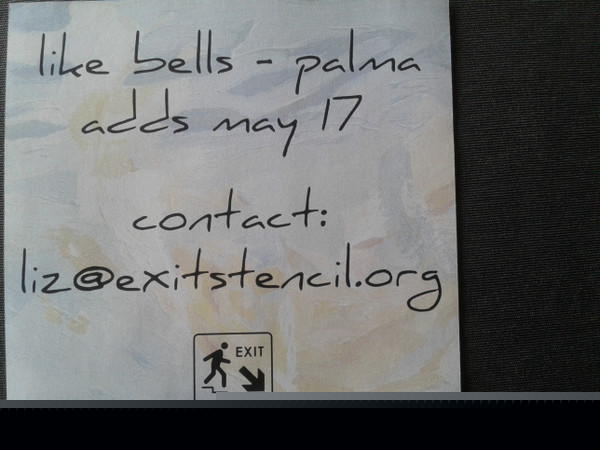 like bells - palma
adds may 17
contact:
liz@exitstencil.org
EXIT